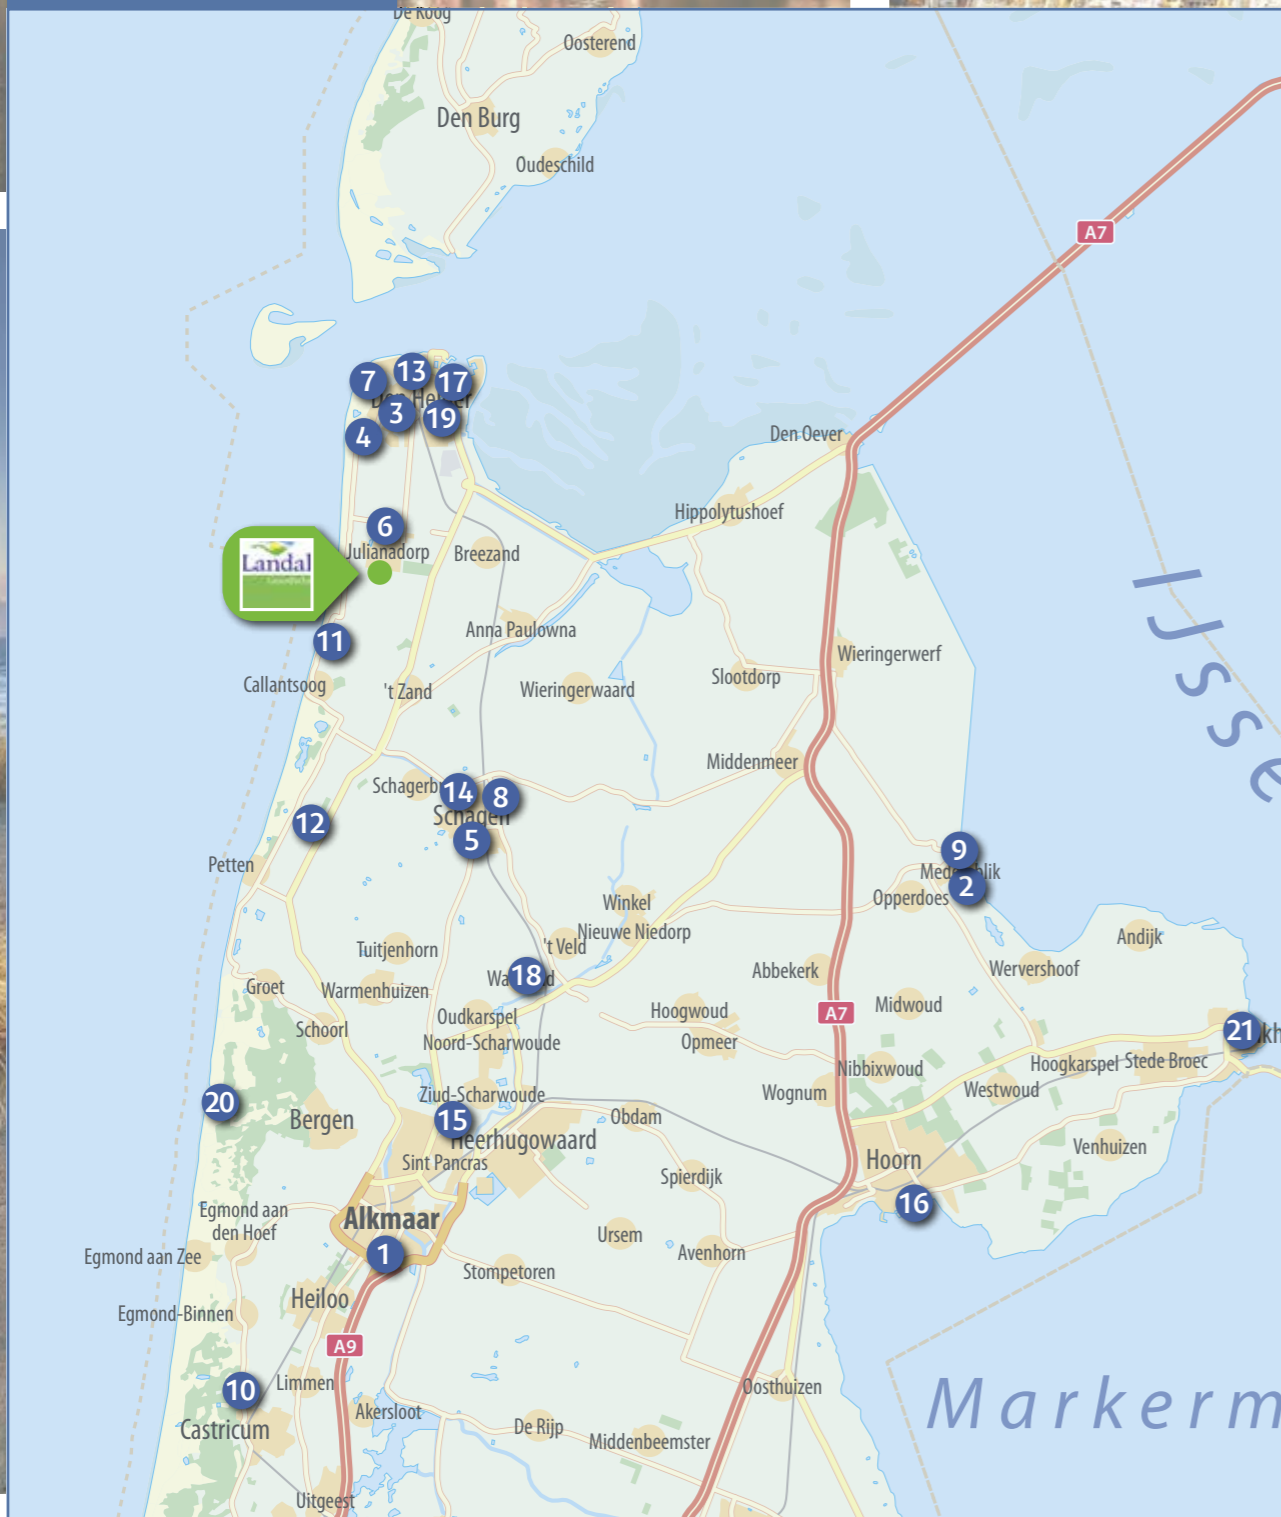 De Koog
Oosterend
Den Burg
Oudeschild
A7
7
13
17
Den Helder
3
19
4
Den Oever
Hippolytushoef
6
Julianadorp
Breezand
Landal
Anna Paulowna
11
Wieringerwerf
Callantsoog
't Zand
Wieringerwaard
Slootdorp
IJsse
Middenmeer
14
8
Schagen
5
12
Petten
9
2
Opperdoes
Winkel
Nieuwe Niedorp
't Veld
Tuitjenhorn
Andijk
Abbekerk
Wervershoof
18
Groet
Warmenhuizen
Midwoud
Hoogwoud
A7
Oudkarspel
Schoorl
Noord-Scharwoude
Opmeer
21
Nibbixwoud
Hoogkarspel
Stede Broec
Wognum
Westwoud
20
Ziud-Scharwoude
Bergen
15
Obdam
Heerhugowaard
Venhuizen
Sint Pancras
Hoorn
Spierdijk
16
Egmond aan
den Hoef
Alkmaar
Ursem
Avenhorn
1
Egmond aan Zee
Stompetoren
Heiloo
Egmond-Binnen
A9
10
Limmen
Oosthuizen
Markerm
Akersloot
Castricum
De Rijp
Middenbeemster
Uitgeest